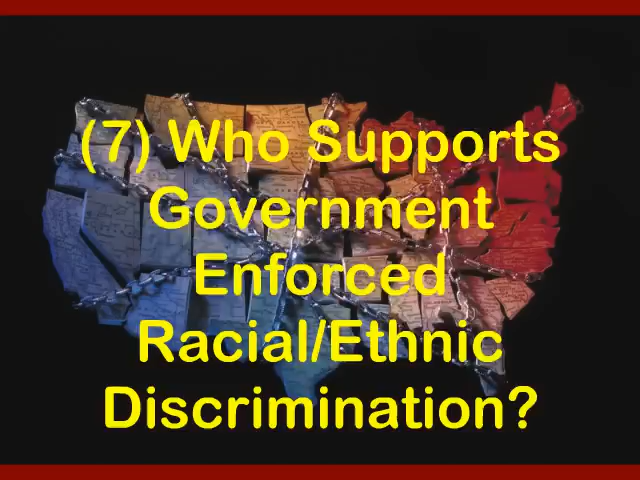 (7) Who Supports
Government
Enforced
Racial/Ethnic
Discrimination?